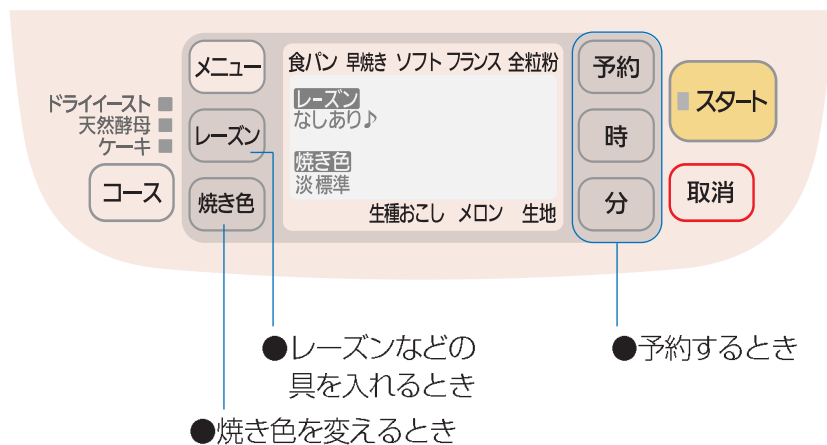 メニュー
食パン 早焼き ソフト フランス 全粒粉
予約
ドライイースト
天然酵母
ケーキ
レーズン
レーズン
なしあり♪
時
スタート
コース
焼き色
焼き色
淡 標準
分
取消
生種おこし メロン 生地
●レーズンなどの
具を入れるとき
●予約するとき
●焼き色を変えるとき